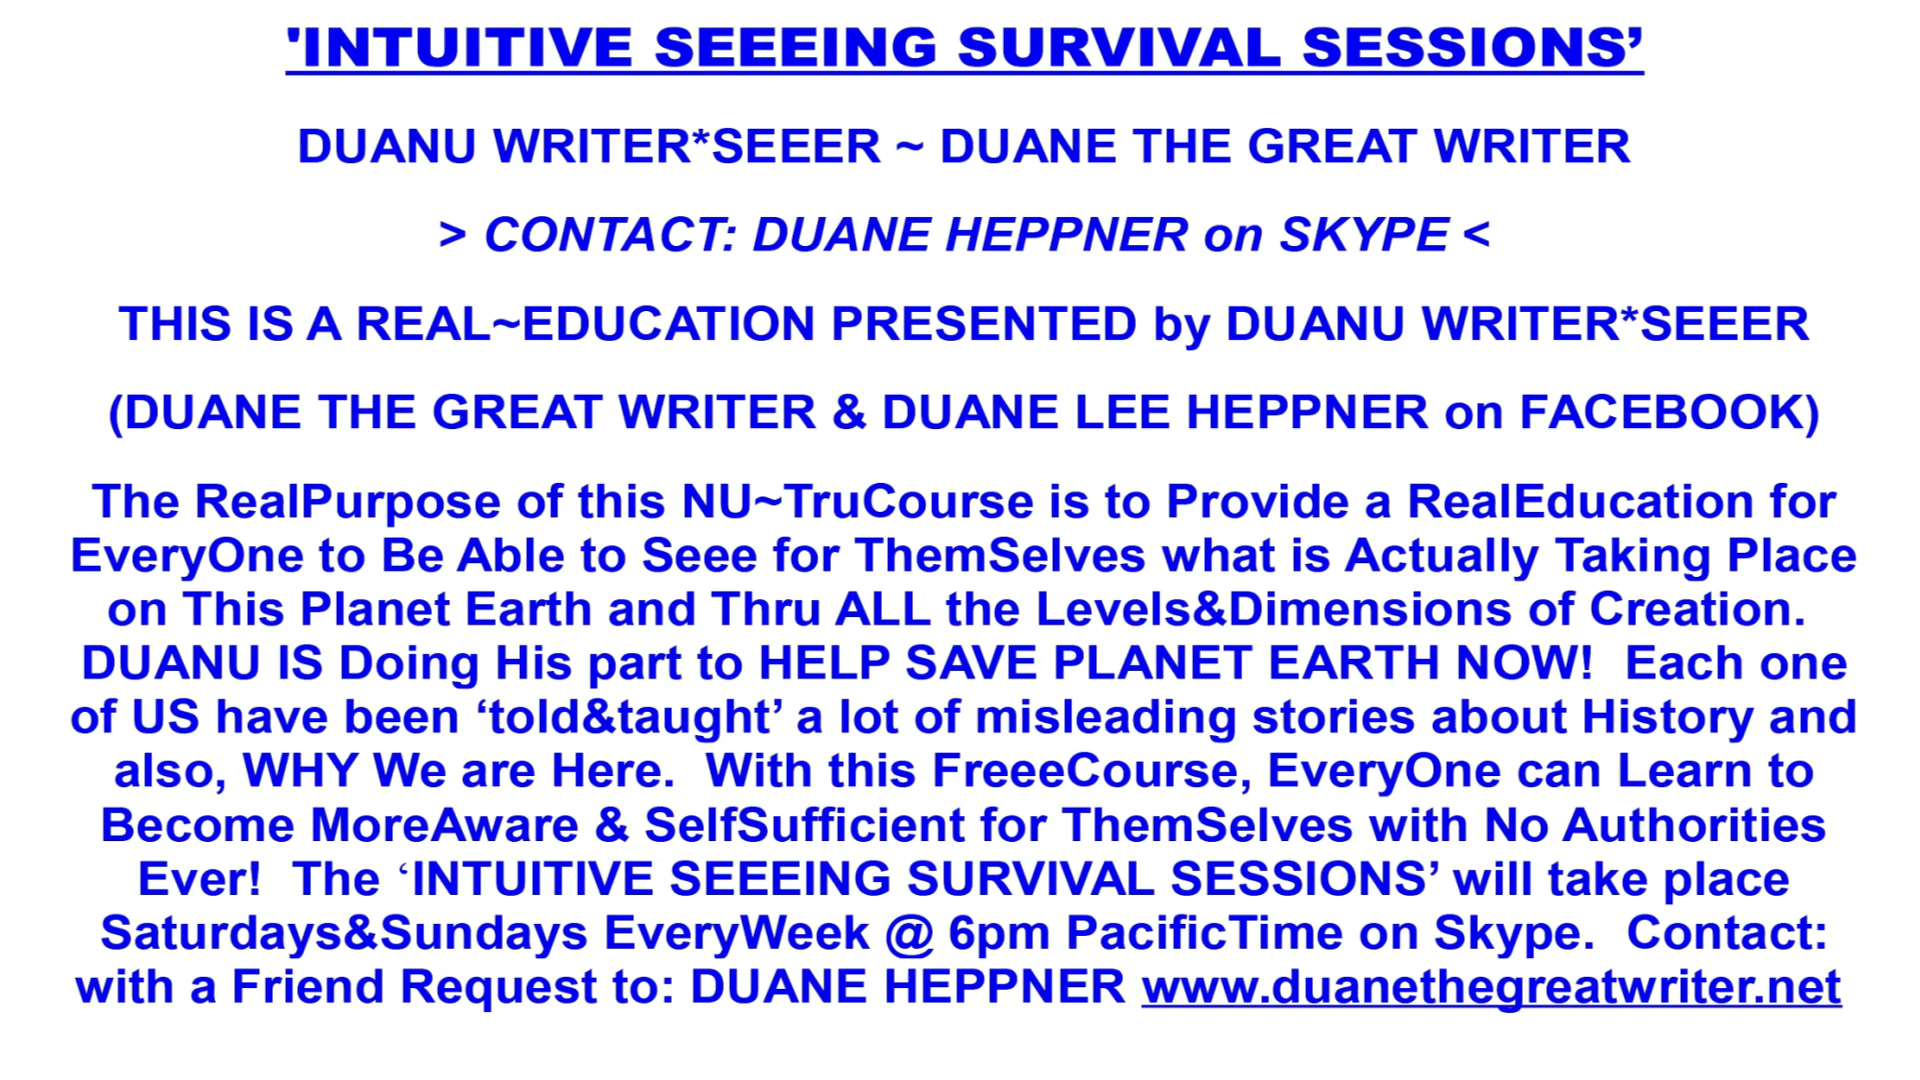 'INTUITIVE SEEEING SURVIVAL SESSIONS’
DUANU WRITER*SEEER ~ DUANE THE GREAT WRITER
> CONTACT: DUANE HEPPNER on SKYPE <
THIS IS A REAL~EDUCATION PRESENTED by DUANU WRITER*SEEER
(DUANE THE GREAT WRITER & DUANE LEE HEPPNER on FACEBOOK)
The RealPurpose of this NU~TruCourse is to Provide a RealEducation for
EveryOne to Be Able to Seee for ThemSelves what is Actually Taking Place
on This Planet Earth and Thru ALL the Levels&Dimensions of Creation.
DUANU IS Doing His part to HELP SAVE PLANET EARTH NOW!  Each one
of US have been ‘told&taught’ a lot of misleading stories about History and
also, WHY We are Here.  With this FreeeCourse, EveryOne can Learn to
Become MoreAware & SelfSufficient for ThemSelves with No Authorities
Ever!  The ‘INTUITIVE SEEEING SURVIVAL SESSIONS’ will take place
Saturdays&Sundays EveryWeek @ 6pm PacificTime on Skype.  Contact:
with a Friend Request to: DUANE HEPPNER www.duanethegreatwriter.net